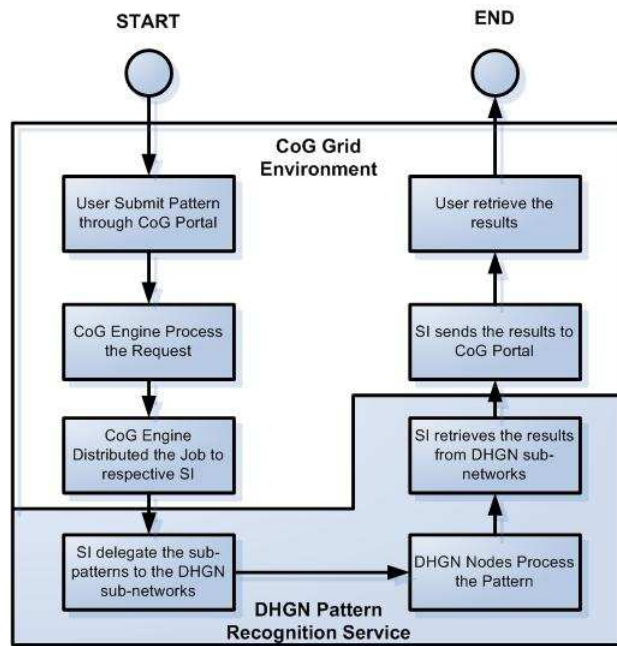 START
END
CoG Grid
Environment
User Submit Pattern
through CoG Portal
User retrieve the
results
CoG Engine Process
the Request
SI sends the results to
CoG Portal
CoG Engine
Distributed the Job to
respective SI
SI retrieves the results
from DHGN sub-
networks
SI delegate the sub-
patterns to the DHGN
sub-networks
DHGN Nodes Process
the Pattern
DHGN Pattern
Recognition Service